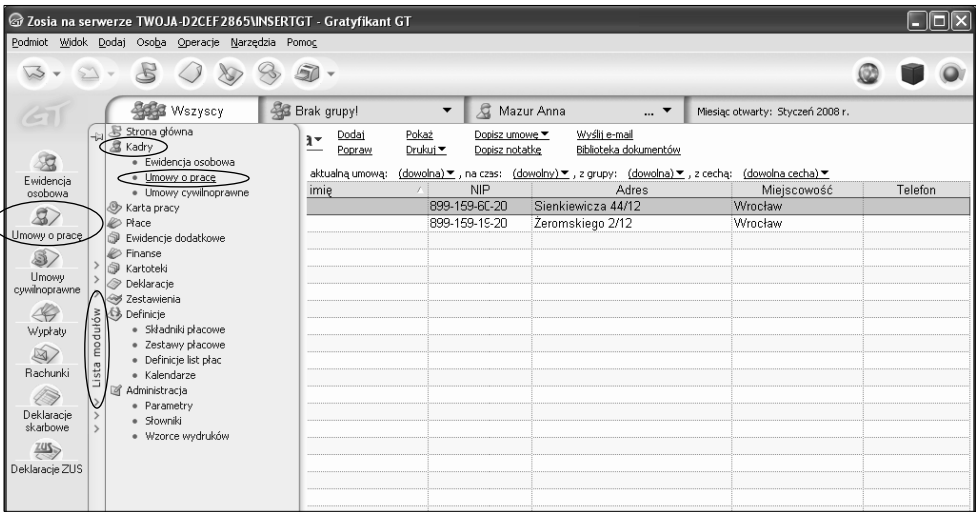 Zosia na serwerze TWOJA-D2CEF2865\INSERTGT - Gratyfikant GT
Podmiot Widok Dodaj Osoba Operacje Narzędzia Pomoc
GT
Wszyscy
Brak grupy!
Mazur Anna ...
Miesiąc otwarty: Styczeń 2008 r.
Ewidencja osobowa
Umowy o pracę
Umowy cywilnoprawne
Wypłaty
Rachunki
Deklaracje skarbowe
ZUS
Deklaracje ZUS
Lista modułów
Strona główna
Kadry
Ewidencja osobowa
Umowy o pracę
Umowy cywilnoprawne
Karta pracy
Płace
Ewidencje dodatkowe
Finanse
Kartoteki
Deklaracje
Zestawienia
Definicje
Składniki płacowe
Zestawy płacowe
Definicje list płac
Kalendarze
Administracja
Parametry
Słowniki
Wzorce wydruków
a Dodaj Pokaż Dopisz umowę Wyślij e-mail
Popraw Drukuj Dopisz notatkę Biblioteka dokumentów
aktualną umową: (dowolna) , na czas: (dowolny) , z grupy: (dowolna) , z cechą: (dowolna cecha)
imię NIP Adres Miejscowość Telefon
899-159-60-20 Sienkiewicza 44/12 Wrocław
899-159-19-20 Żeromskiego 2/12 Wrocław